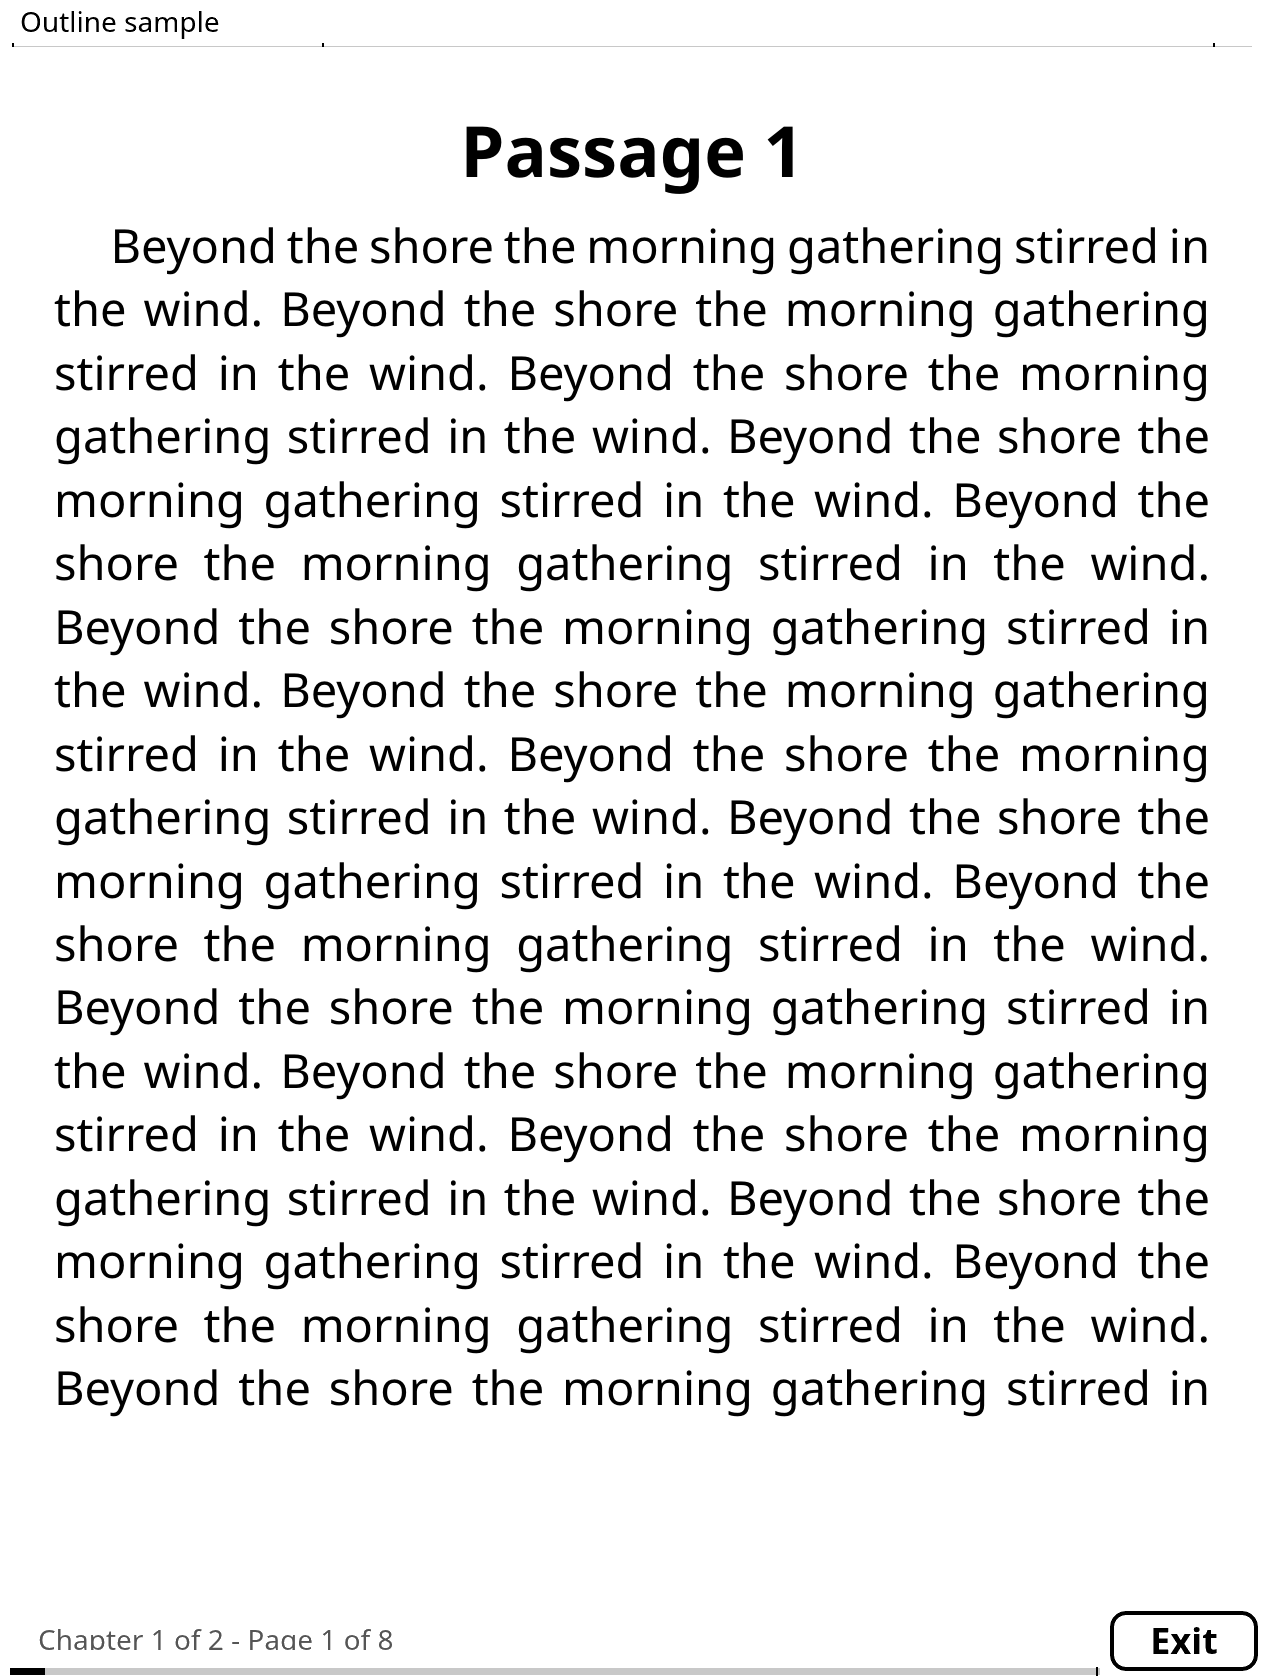 Outline sample
Passage 1
Beyond the shore the morning gathering stirred in
the wind. Beyond the shore the morning gathering
stirred in the wind. Beyond the shore the morning
gathering stirred in the wind. Beyond the shore the
morning gathering stirred in the wind. Beyond the
shore the morning gathering stirred in the wind.
Beyond the shore the morning gathering stirred in
the wind. Beyond the shore the morning gathering
stirred in the wind. Beyond the shore the morning
gathering stirred in the wind. Beyond the shore the
morning gathering stirred in the wind. Beyond the
shore the morning gathering stirred in the wind.
Beyond the shore the morning gathering stirred in
the wind. Beyond the shore the morning gathering
stirred in the wind. Beyond the shore the morning
gathering stirred in the wind. Beyond the shore the
morning gathering stirred in the wind. Beyond the
shore the morning gathering stirred in the wind.
Beyond the shore the morning gathering stirred in
Chapter 1 of 2 - Page 1 of 8
Exit